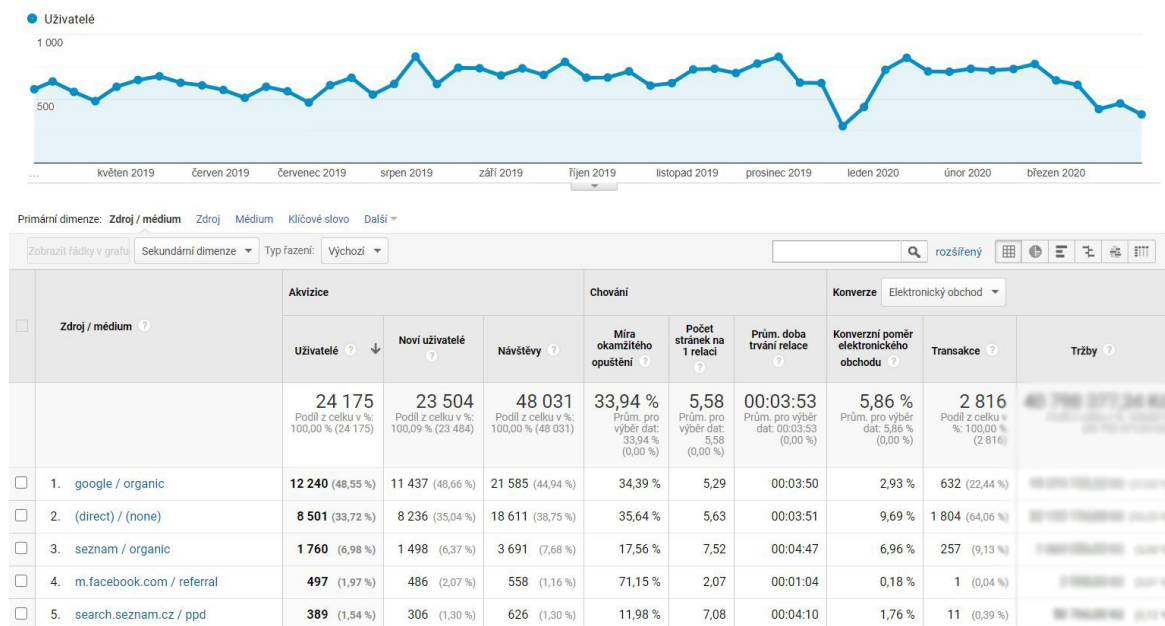 Uživatelé
1 000
500
...
květen 2019 červen 2019 červenec 2019 srpen 2019 září 2019 říjen 2019 listopad 2019 prosinec 2019 leden 2020 únor 2020 březen 2020
Primární dimenze: Zdroj / médium Zdroj Médium Klíčové slovo Další
Zobrazit řádky v grafu Sekundární dimenze Typ řazení: Výchozí rozšířený
Akvizice Chování Konverze Elektronický obchod
Zdroj / médium ?
Uživatelé ?
Noví uživatelé ?
Návštěvy ?
Míra okamžitého opuštění ?
Počet stránek na 1 relaci ?
Prům. doba trvání relace ?
Konverzní poměr elektronického obchodu ?
Transakce ?
Tržby ?
24 175
Podíl z celku v %:
100,00 % (24 175)
23 504
Podíl z celku v %:
100,09 % (23 484)
48 031
Podíl z celku v %:
100,00 % (48 031)
33,94 %
Prům. pro
výběr dat:
33,94 %
(0,00 %)
5,58
Prům. pro
výběr dat:
5,58
(0,00 %)
00:03:53
Prům. pro výběr
dat: 00:03:53
(0,00 %)
5,86 %
Prům. pro výběr
dat: 5,86 %
(0,00 %)
2 816
Podíl z celku v
%: 100,00 %
(2 816)
1. google / organic 12 240 (48,55 %) 11 437 (48,66 %) 21 585 (44,94 %) 34,39 % 5,29 00:03:50 2,93 % 632 (22,44 %)
2. (direct) / (none) 8 501 (33,72 %) 8 236 (35,04 %) 18 611 (38,75 %) 35,64 % 5,63 00:03:51 9,69 % 1 804 (64,06 %)
3. seznam / organic 1 760 (6,98 %) 1 498 (6,37 %) 3 691 (7,68 %) 17,56 % 7,52 00:04:47 6,96 % 257 (9,13 %)
4. m.facebook.com / referral 497 (1,97 %) 486 (2,07 %) 558 (1,16 %) 71,15 % 2,07 00:01:04 0,18 % 1 (0,04 %)
5. search.seznam.cz / ppd 389 (1,54 %) 306 (1,30 %) 626 (1,30 %) 11,98 % 7,08 00:04:10 1,76 % 11 (0,39 %)